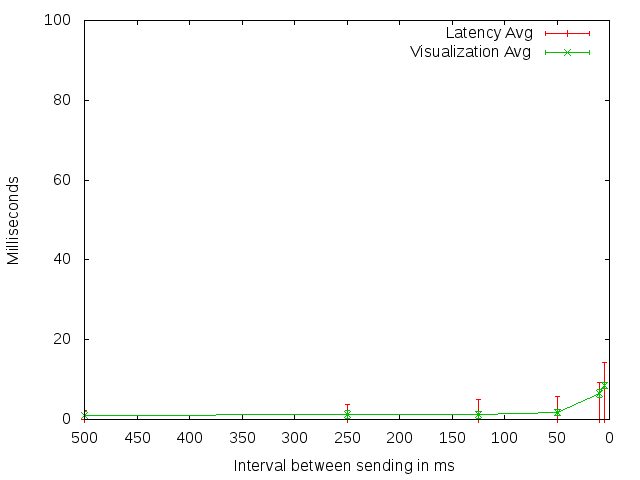 100
Latency Avg
Visualization Avg
80
60
40
20
0
Milliseconds
500 450 400 350 300 250 200 150 100 50 0
Interval between sending in ms